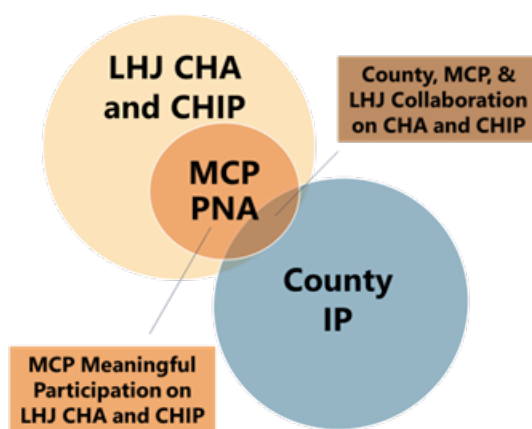 LHJ CHA
and CHIP
County, MCP, &
LHJ Collaboration
on CHA and CHIP
MCP
PNA
County
IP
MCP Meaningful
Participation on
LHJ CHA and CHIP